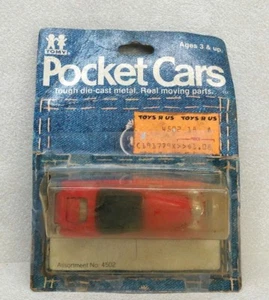 TOMY
Ages 3 & up.
Pocket Cars
Tough die-cast metal. Real moving parts.
TOYS R US TOYS R US
Assortment No. 4502